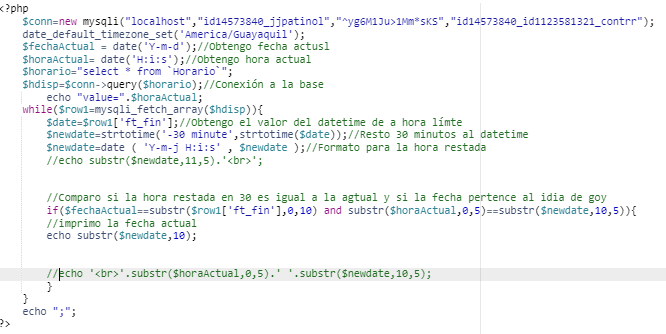 <?php
$conn=new mysqli("localhost","id14573840_jjpatinol","^yg6M1Ju>1Mm*sKS","id14573840_id1123581321_contrr");
date_default_timezone_set('America/Guayaquil');
$fechaActual = date('Y-m-d');//Obtengo fecha actusl
$horaActual= date('H:i:s');//Obtengo hora actual
$horario="select * from `Horario`";
$hdisp=$conn->query($horario);//Conexión a la base
echo "value=".$horaActual;
while($row1=mysqli_fetch_array($hdisp)){
$date=$row1['ft_fin'];//Obtengo el valor del datetime de a hora límte
$newdate=strtotime('-30 minute',strtotime($date));//Resto 30 minutos al datetime
$newdate=date ( 'Y-m-j H:i:s' , $newdate );//Formato para la hora restada
//echo substr($newdate,11,5).'<br>';
//Comparo si la hora restada en 30 es igual a la agtual y si la fecha pertence al idia de goy
if($fechaActual==substr($row1['ft_fin'],0,10) and substr($horaActual,0,5)==substr($newdate,10,5)){
//imprimo la fecha actual
echo substr($newdate,10);
//echo '<br>'.substr($horaActual,0,5).' '.substr($newdate,10,5);
}
}
echo ";";
?>